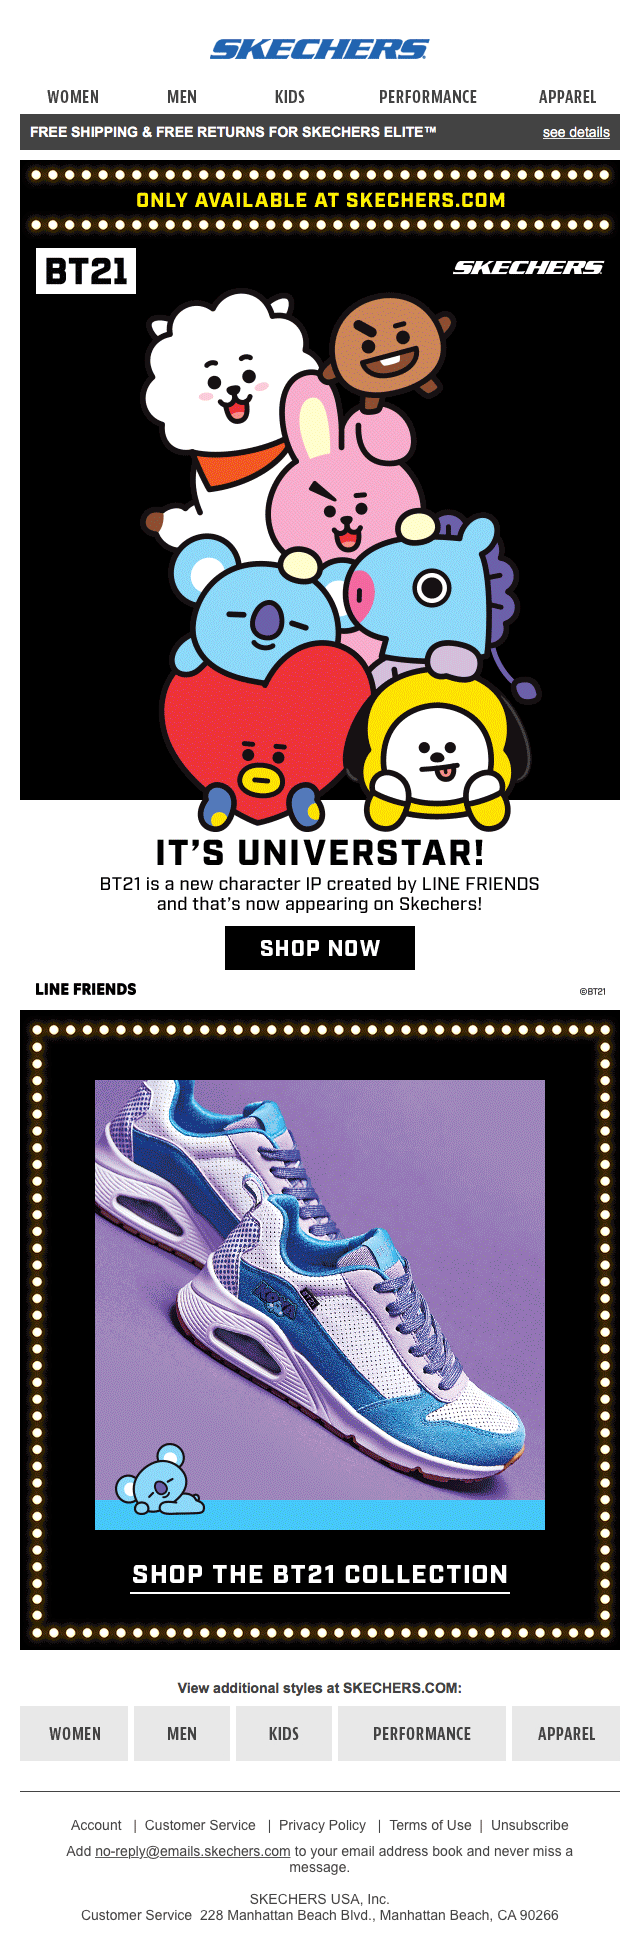 SKECHERS
WOMEN MEN KIDS PERFORMANCE APPAREL
FREE SHIPPING & FREE RETURNS FOR SKECHERS ELITE™ see details
ONLY AVAILABLE AT SKECHERS.COM
BT21 SKECHERS
IT'S UNIVERSTAR!
BT21 is a new character IP created by LINE FRIENDS
and that's now appearing on Skechers!
SHOP NOW
LINE FRIENDS ©BT21
KOYA BT21
SHOP THE BT21 COLLECTION
View additional styles at SKECHERS.COM:
WOMEN MEN KIDS PERFORMANCE APPAREL
Account | Customer Service | Privacy Policy | Terms of Use | Unsubscribe
Add no-reply@emails.skechers.com to your email address book and never miss a
message.
SKECHERS USA, Inc.
Customer Service 228 Manhattan Beach Blvd., Manhattan Beach, CA 90266